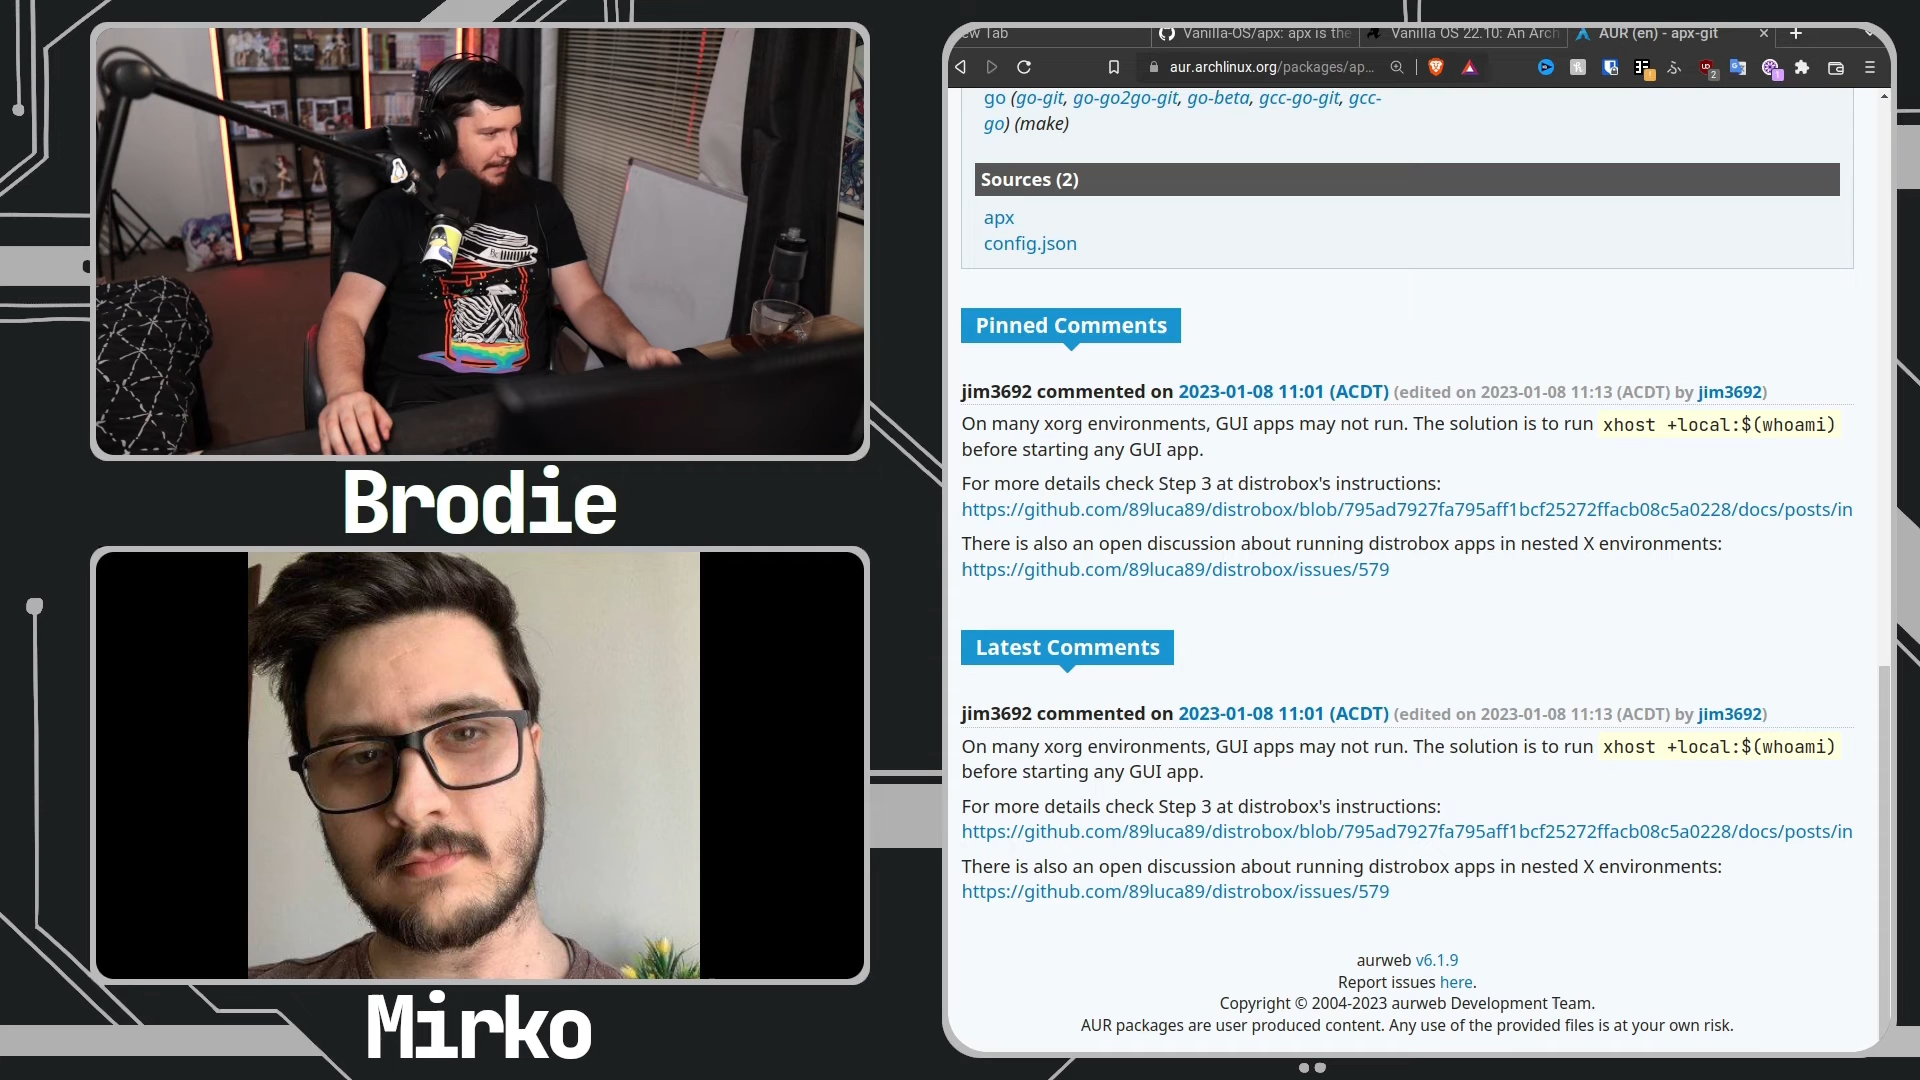 Brodie
Mirko
ew Tab
Vanilla-OS/apx: apx is the
Vanilla OS 22.10: An Arch
AUR (en) - apx-git
aur.archlinux.org/packages/ap...
go (go-git, go-go2go-git, go-beta, gcc-go-git, gcc-
go) (make)
Sources (2)
apx
config.json
Pinned Comments
jim3692 commented on 2023-01-08 11:01 (ACDT) (edited on 2023-01-08 11:13 (ACDT) by jim3692)
On many xorg environments, GUI apps may not run. The solution is to run xhost +local:$(whoami)
before starting any GUI app.
For more details check Step 3 at distrobox's instructions:
https://github.com/89luca89/distrobox/blob/795ad7927fa795aff1bcf25272ffacb08c5a0228/docs/posts/in
There is also an open discussion about running distrobox apps in nested X environments:
https://github.com/89luca89/distrobox/issues/579
Latest Comments
jim3692 commented on 2023-01-08 11:01 (ACDT) (edited on 2023-01-08 11:13 (ACDT) by jim3692)
On many xorg environments, GUI apps may not run. The solution is to run xhost +local:$(whoami)
before starting any GUI app.
For more details check Step 3 at distrobox's instructions:
https://github.com/89luca89/distrobox/blob/795ad7927fa795aff1bcf25272ffacb08c5a0228/docs/posts/in
There is also an open discussion about running distrobox apps in nested X environments:
https://github.com/89luca89/distrobox/issues/579
aurweb v6.1.9
Report issues here.
Copyright © 2004-2023 aurweb Development Team.
AUR packages are user produced content. Any use of the provided files is at your own risk.